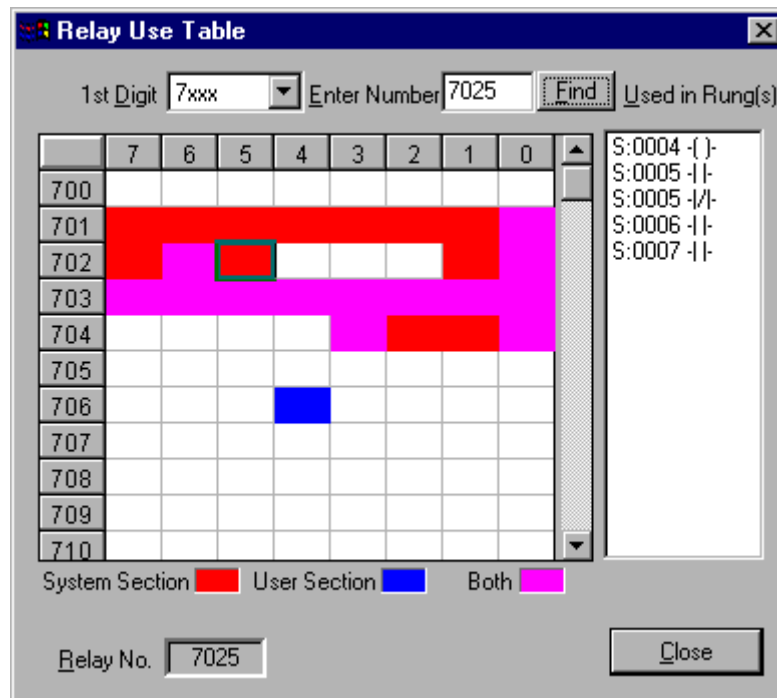 Relay Use Table
1st Digit 7xxx Enter Number 7025 Find Used in Rung(s)
7 6 5 4 3 2 1 0
700
701
702
703
704
705
706
707
708
709
710
S:0004 -( )-
S:0005 -| |-
S:0005 -|/|-
S:0006 -| |-
S:0007 -| |-
System Section User Section Both
Relay No. 7025 Close